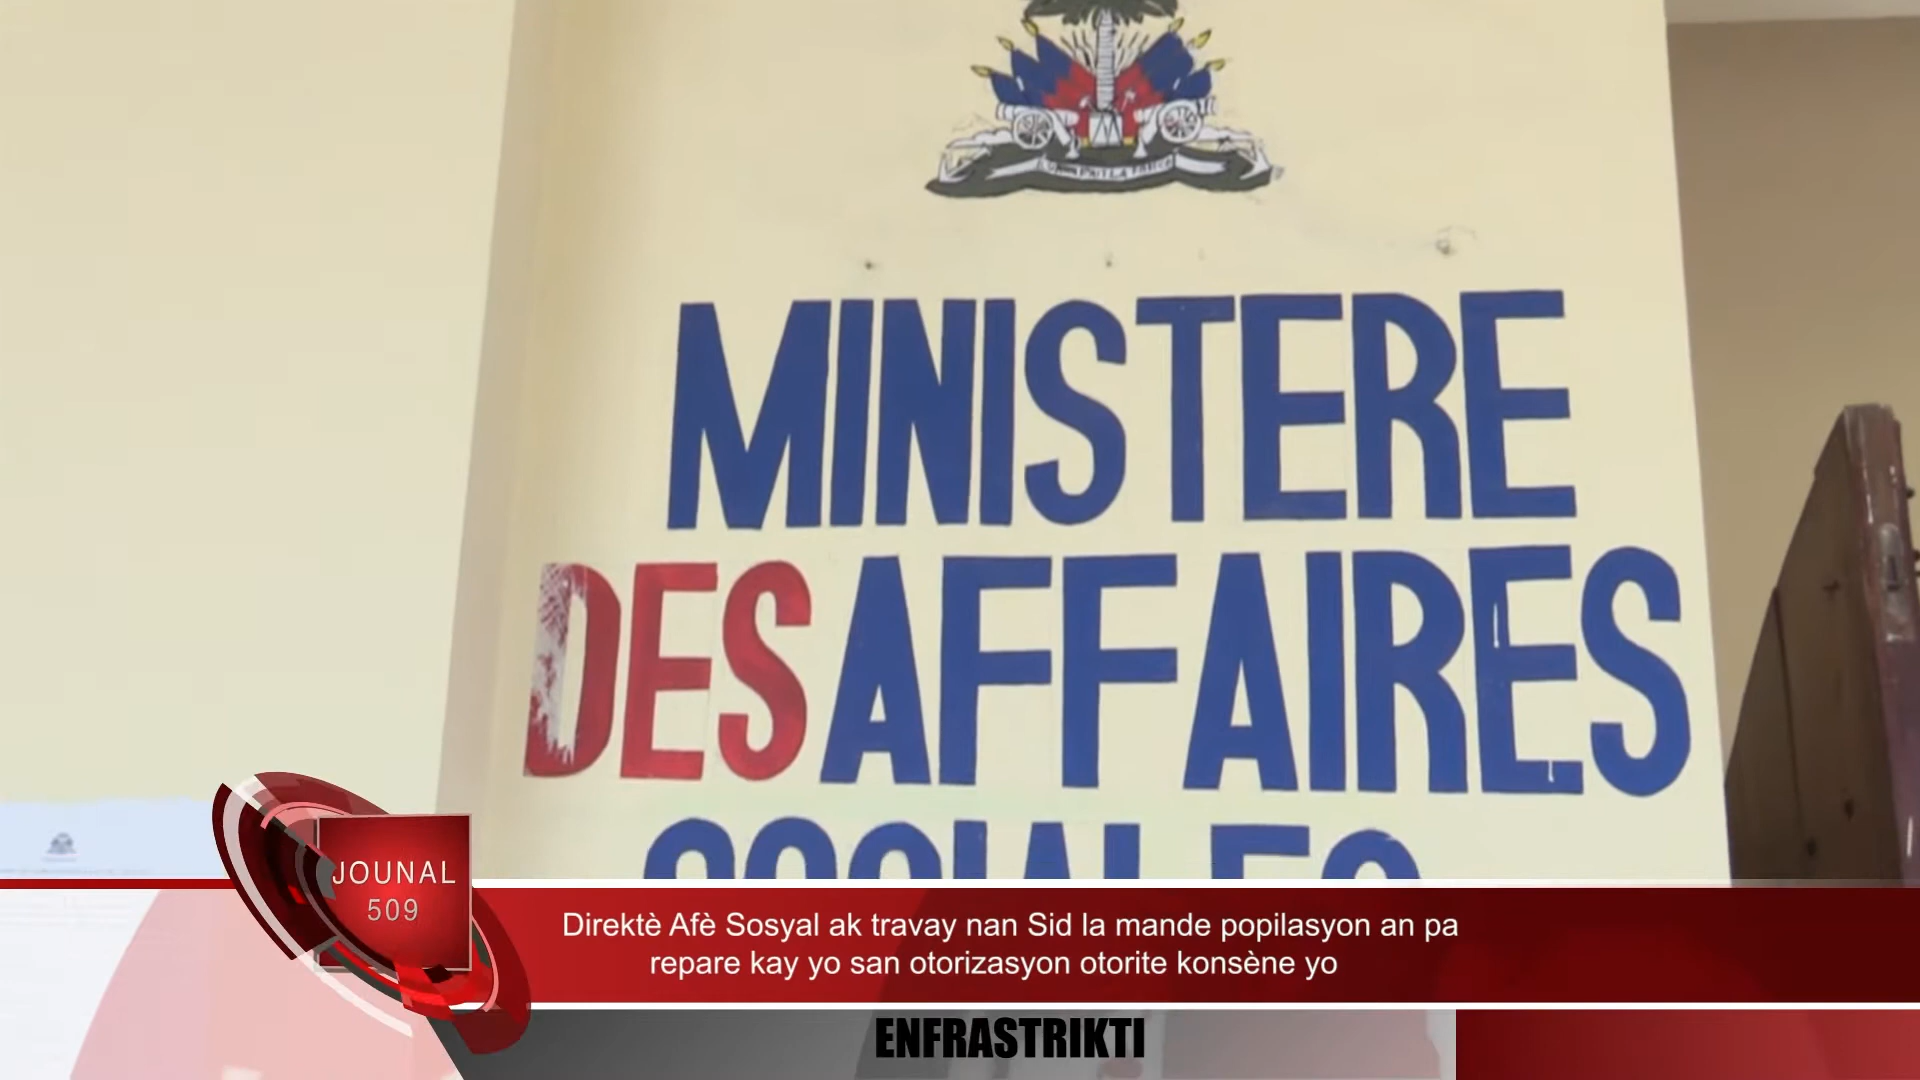 MINISTERE
DES AFFAIRES
SOCIALES
JOUNAL
509
Direktè Afè Sosyal ak travay nan Sid la mande popilasyon an pa
repare kay yo san otorizasyon otorite konsène yo
ENFRASTRIKTI